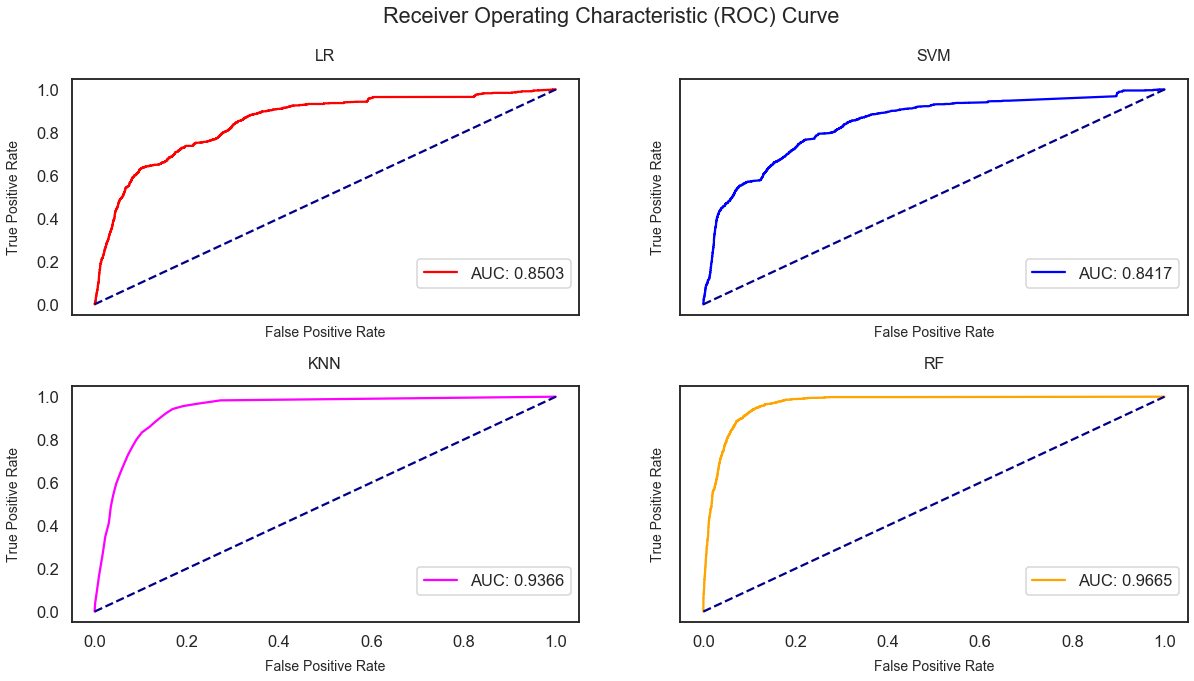 Receiver Operating Characteristic (ROC) Curve
LR
1.0
0.8
0.6
0.4
0.2
0.0
True Positive Rate
AUC: 0.8503
False Positive Rate
SVM
True Positive Rate
AUC: 0.8417
False Positive Rate
KNN
1.0
0.8
0.6
0.4
0.2
0.0
True Positive Rate
AUC: 0.9366
0.0 0.2 0.4 0.6 0.8 1.0
False Positive Rate
RF
True Positive Rate
AUC: 0.9665
0.0 0.2 0.4 0.6 0.8 1.0
False Positive Rate